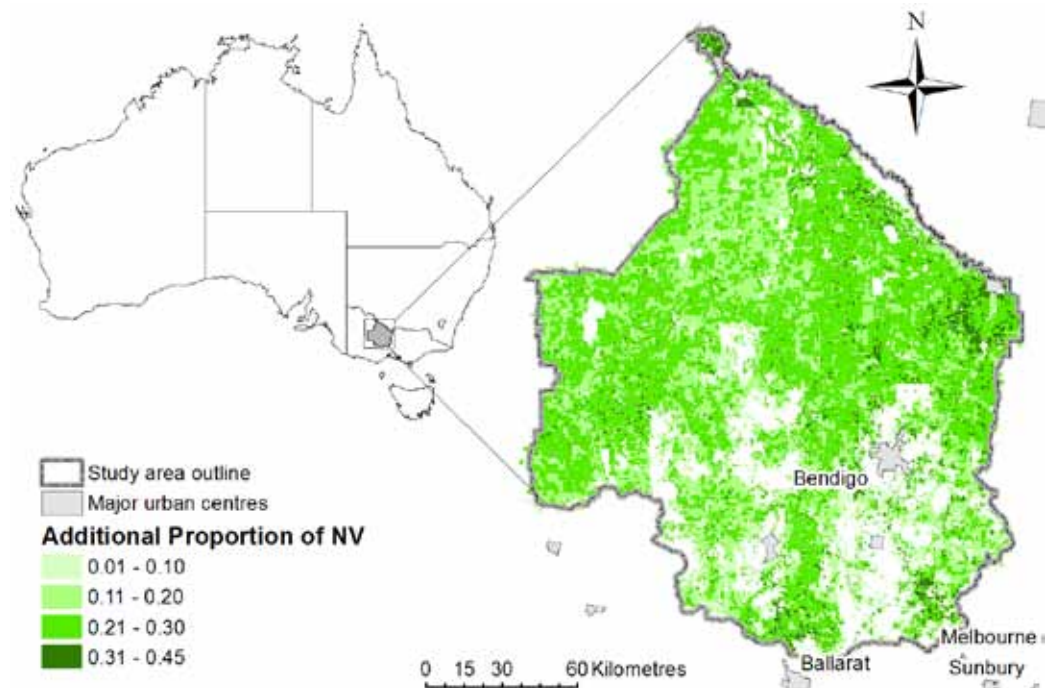 N
Bendigo
Study area outline
Major urban centres
Additional Proportion of NV
0.01 - 0.10
0.11 - 0.20
0.21 - 0.30
0.31 - 0.45
Melbourne
0 15 30 60 Kilometres
Ballarat
Sunbury